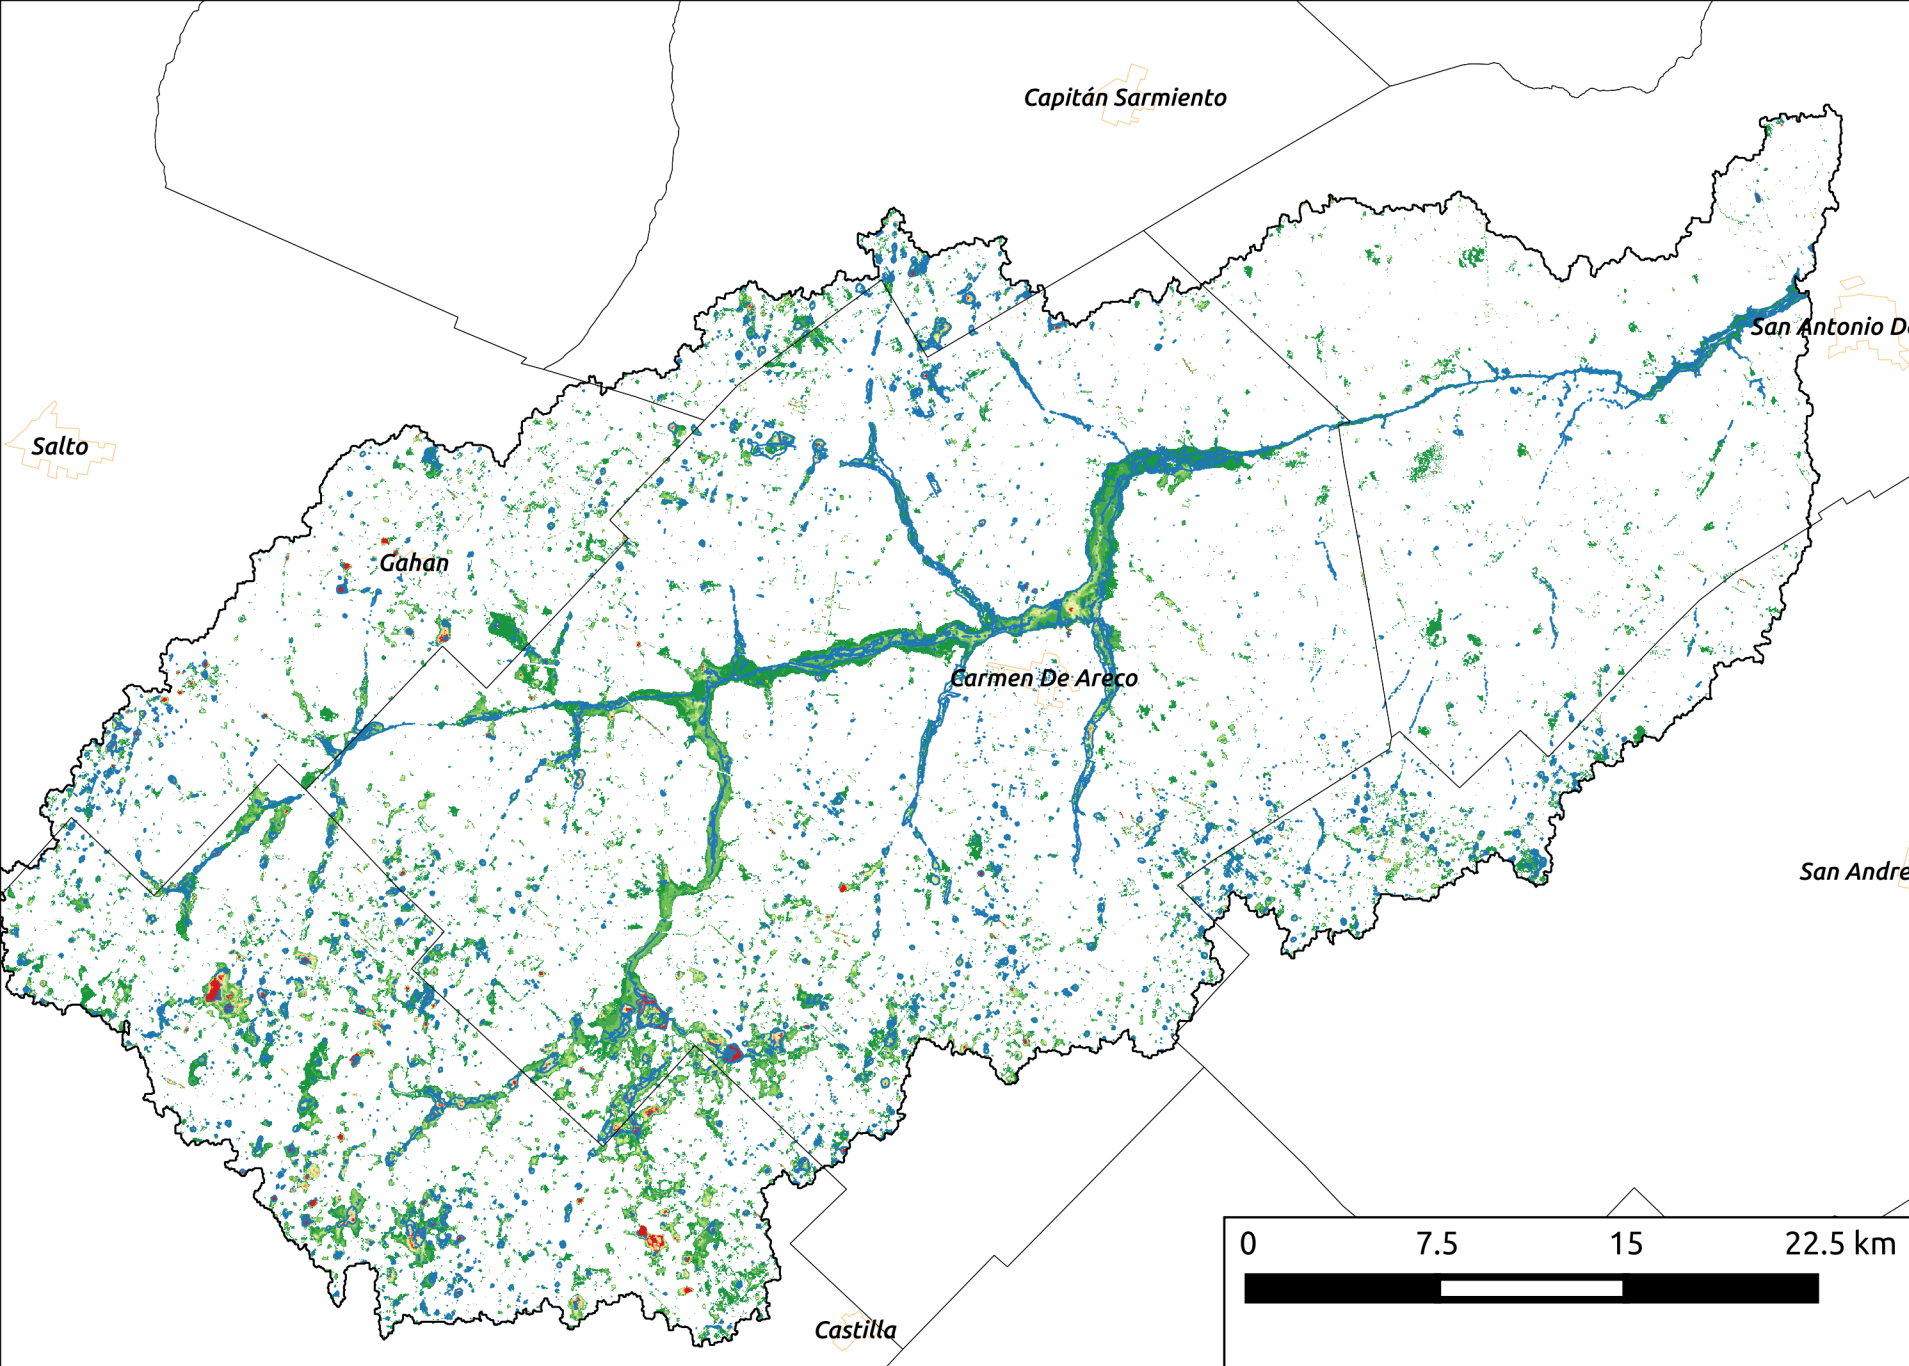 Capitán Sarmiento
San Antonio D
Salto
Gahan
Carmen De Areco
San Andre
0 7.5 15 22.5 km
Castilla